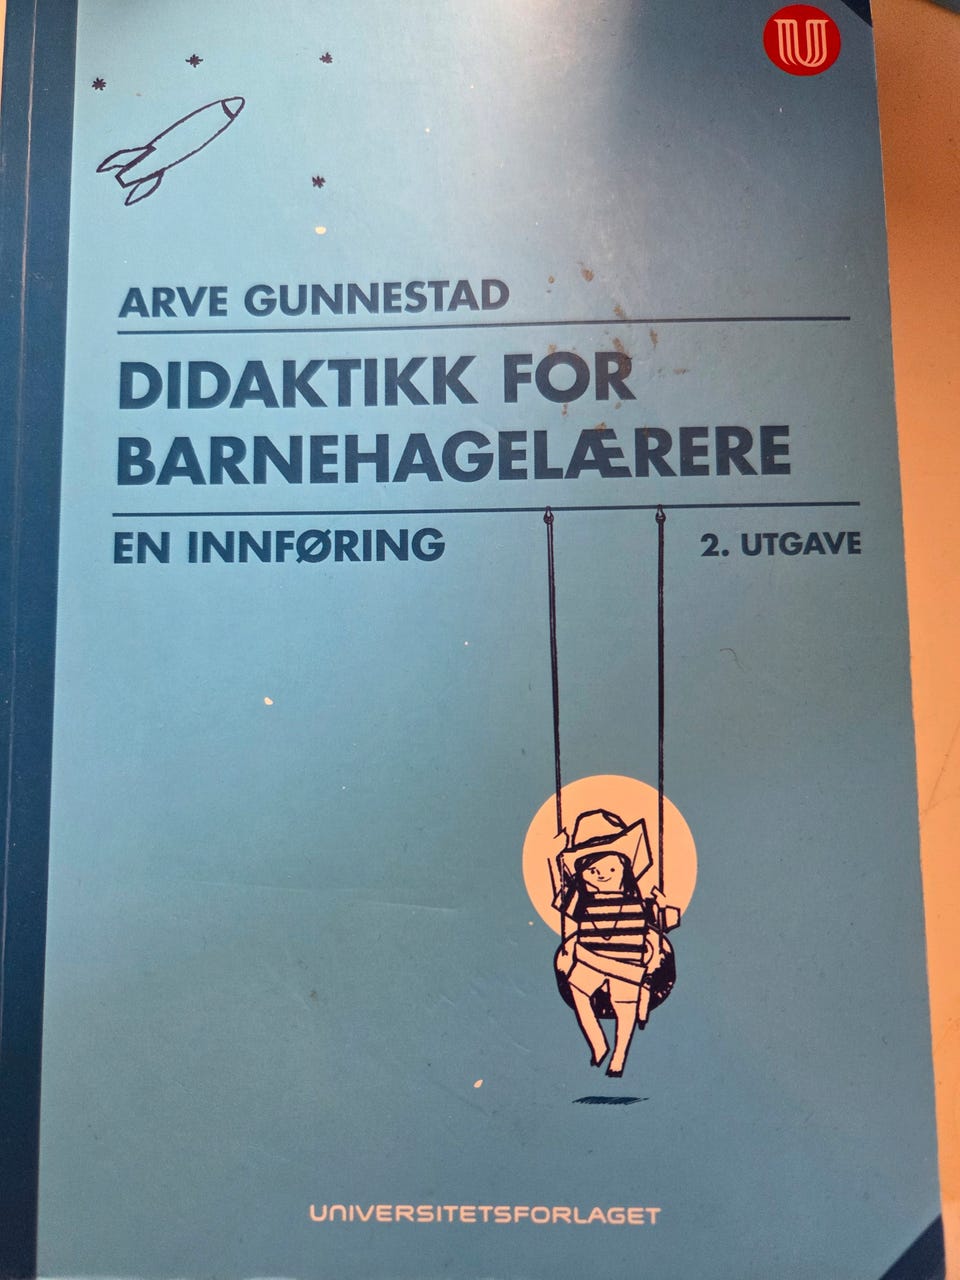 ARVE GUNNESTAD
DIDAKTIKK FOR
BARNEHAGELÆRERE
EN INNFØRING
2. UTGAVE
UNIVERSITETSFORLAGET